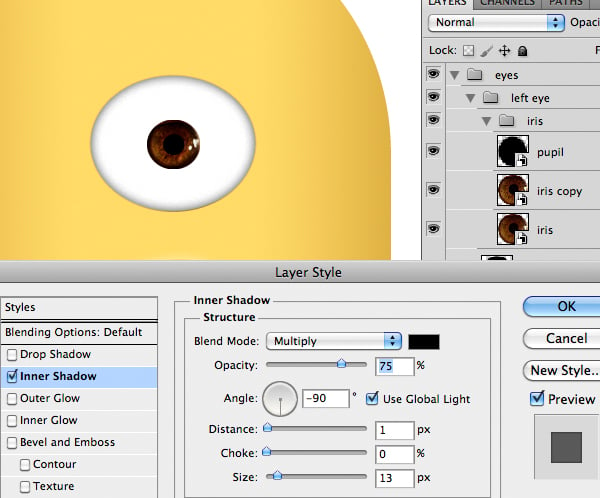 LAYERS CHANNELS PATHS
Normal Opaci
Lock: F
eyes
left eye
iris
pupil
iris copy
iris
Layer Style
Styles
Blending Options: Default
Drop Shadow
Inner Shadow
Outer Glow
Inner Glow
Bevel and Emboss
Contour
Texture
Inner Shadow
Structure
Blend Mode: Multiply
Opacity: 75 %
Angle: -90 ° Use Global Light
Distance: 1 px
Choke: 0 %
Size: 13 px
OK
Cancel
New Style...
Preview